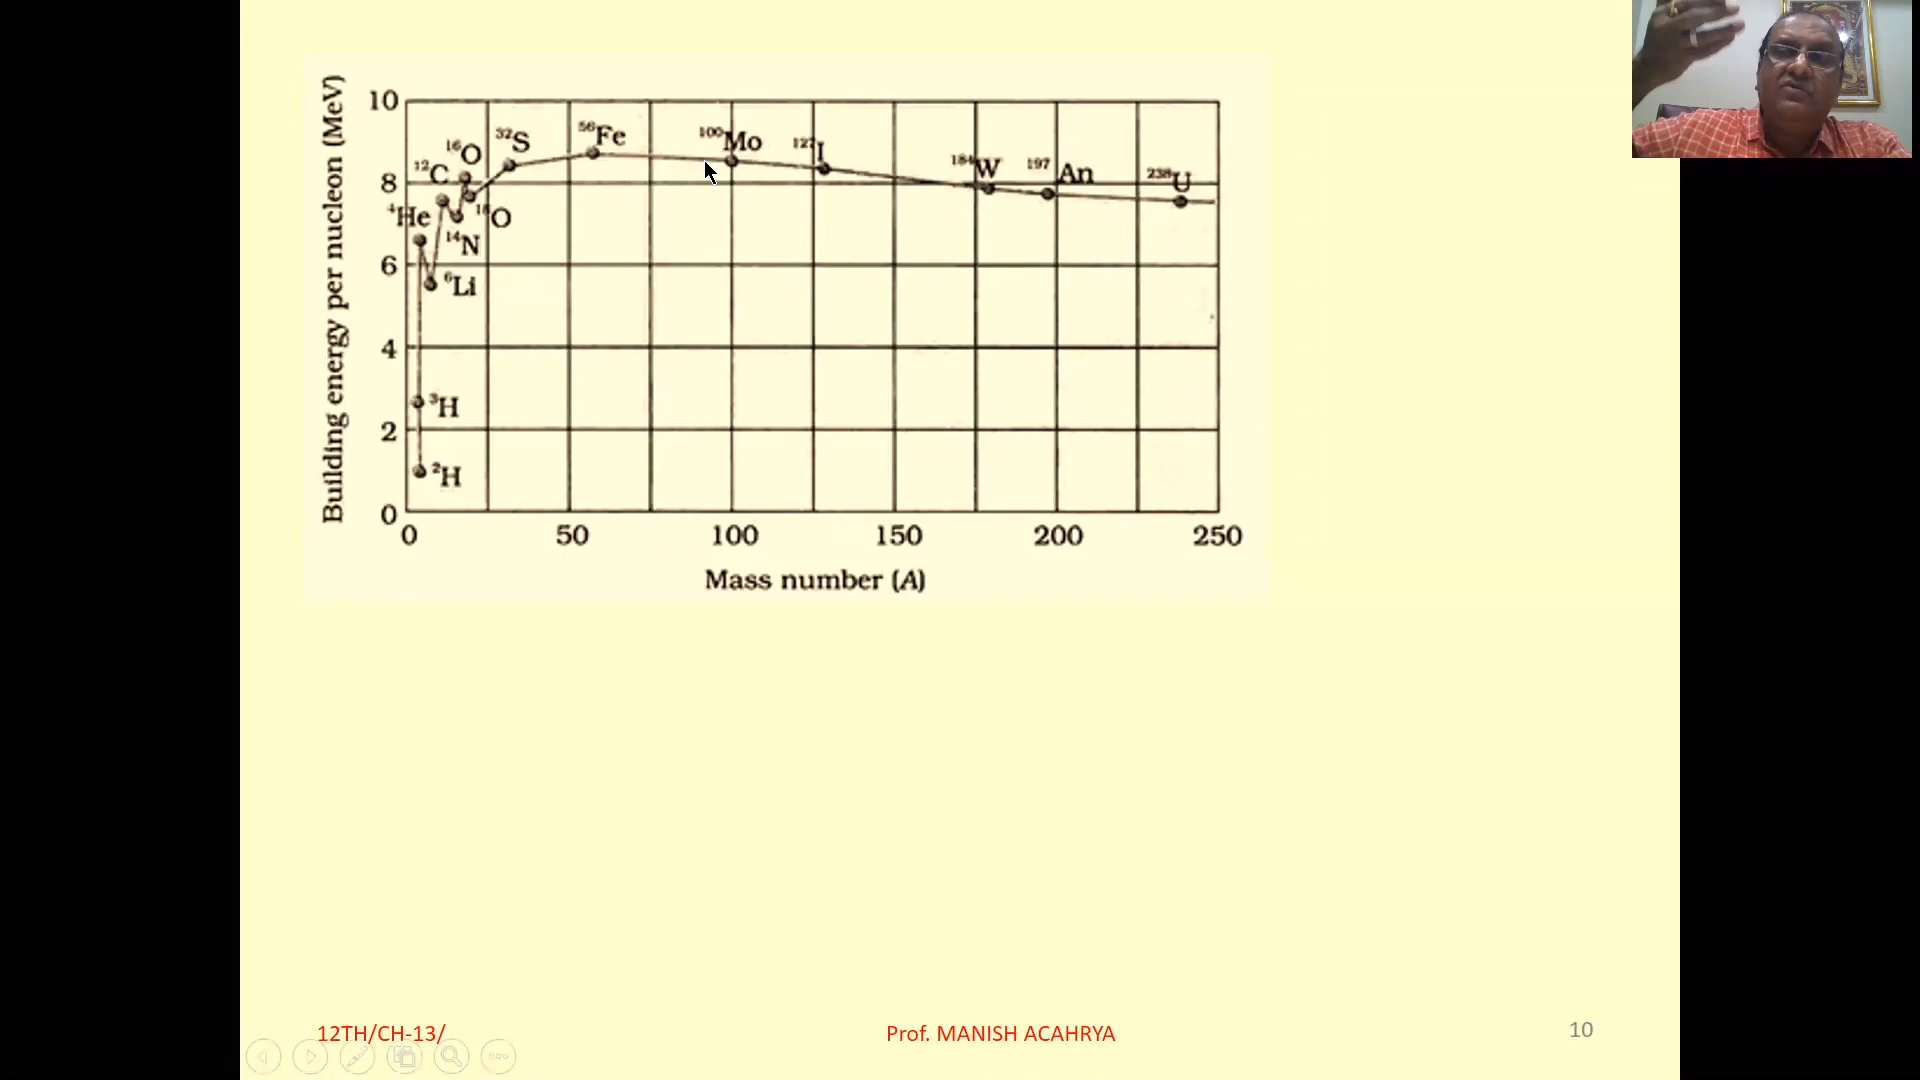 Building energy per nucleon (MeV)
10
8
6
4
2
0
¹⁶O
³²S
⁵⁶Fe
¹⁰⁰Mo
¹²⁷I
¹²C
¹⁸⁴W
¹⁹⁷An
²³⁸U
⁴He
¹⁸O
¹⁴N
⁶Li
³H
²H
0 50 100 150 200 250
Mass number (A)
12TH/CH-13/ Prof. MANISH ACAHRYA 10